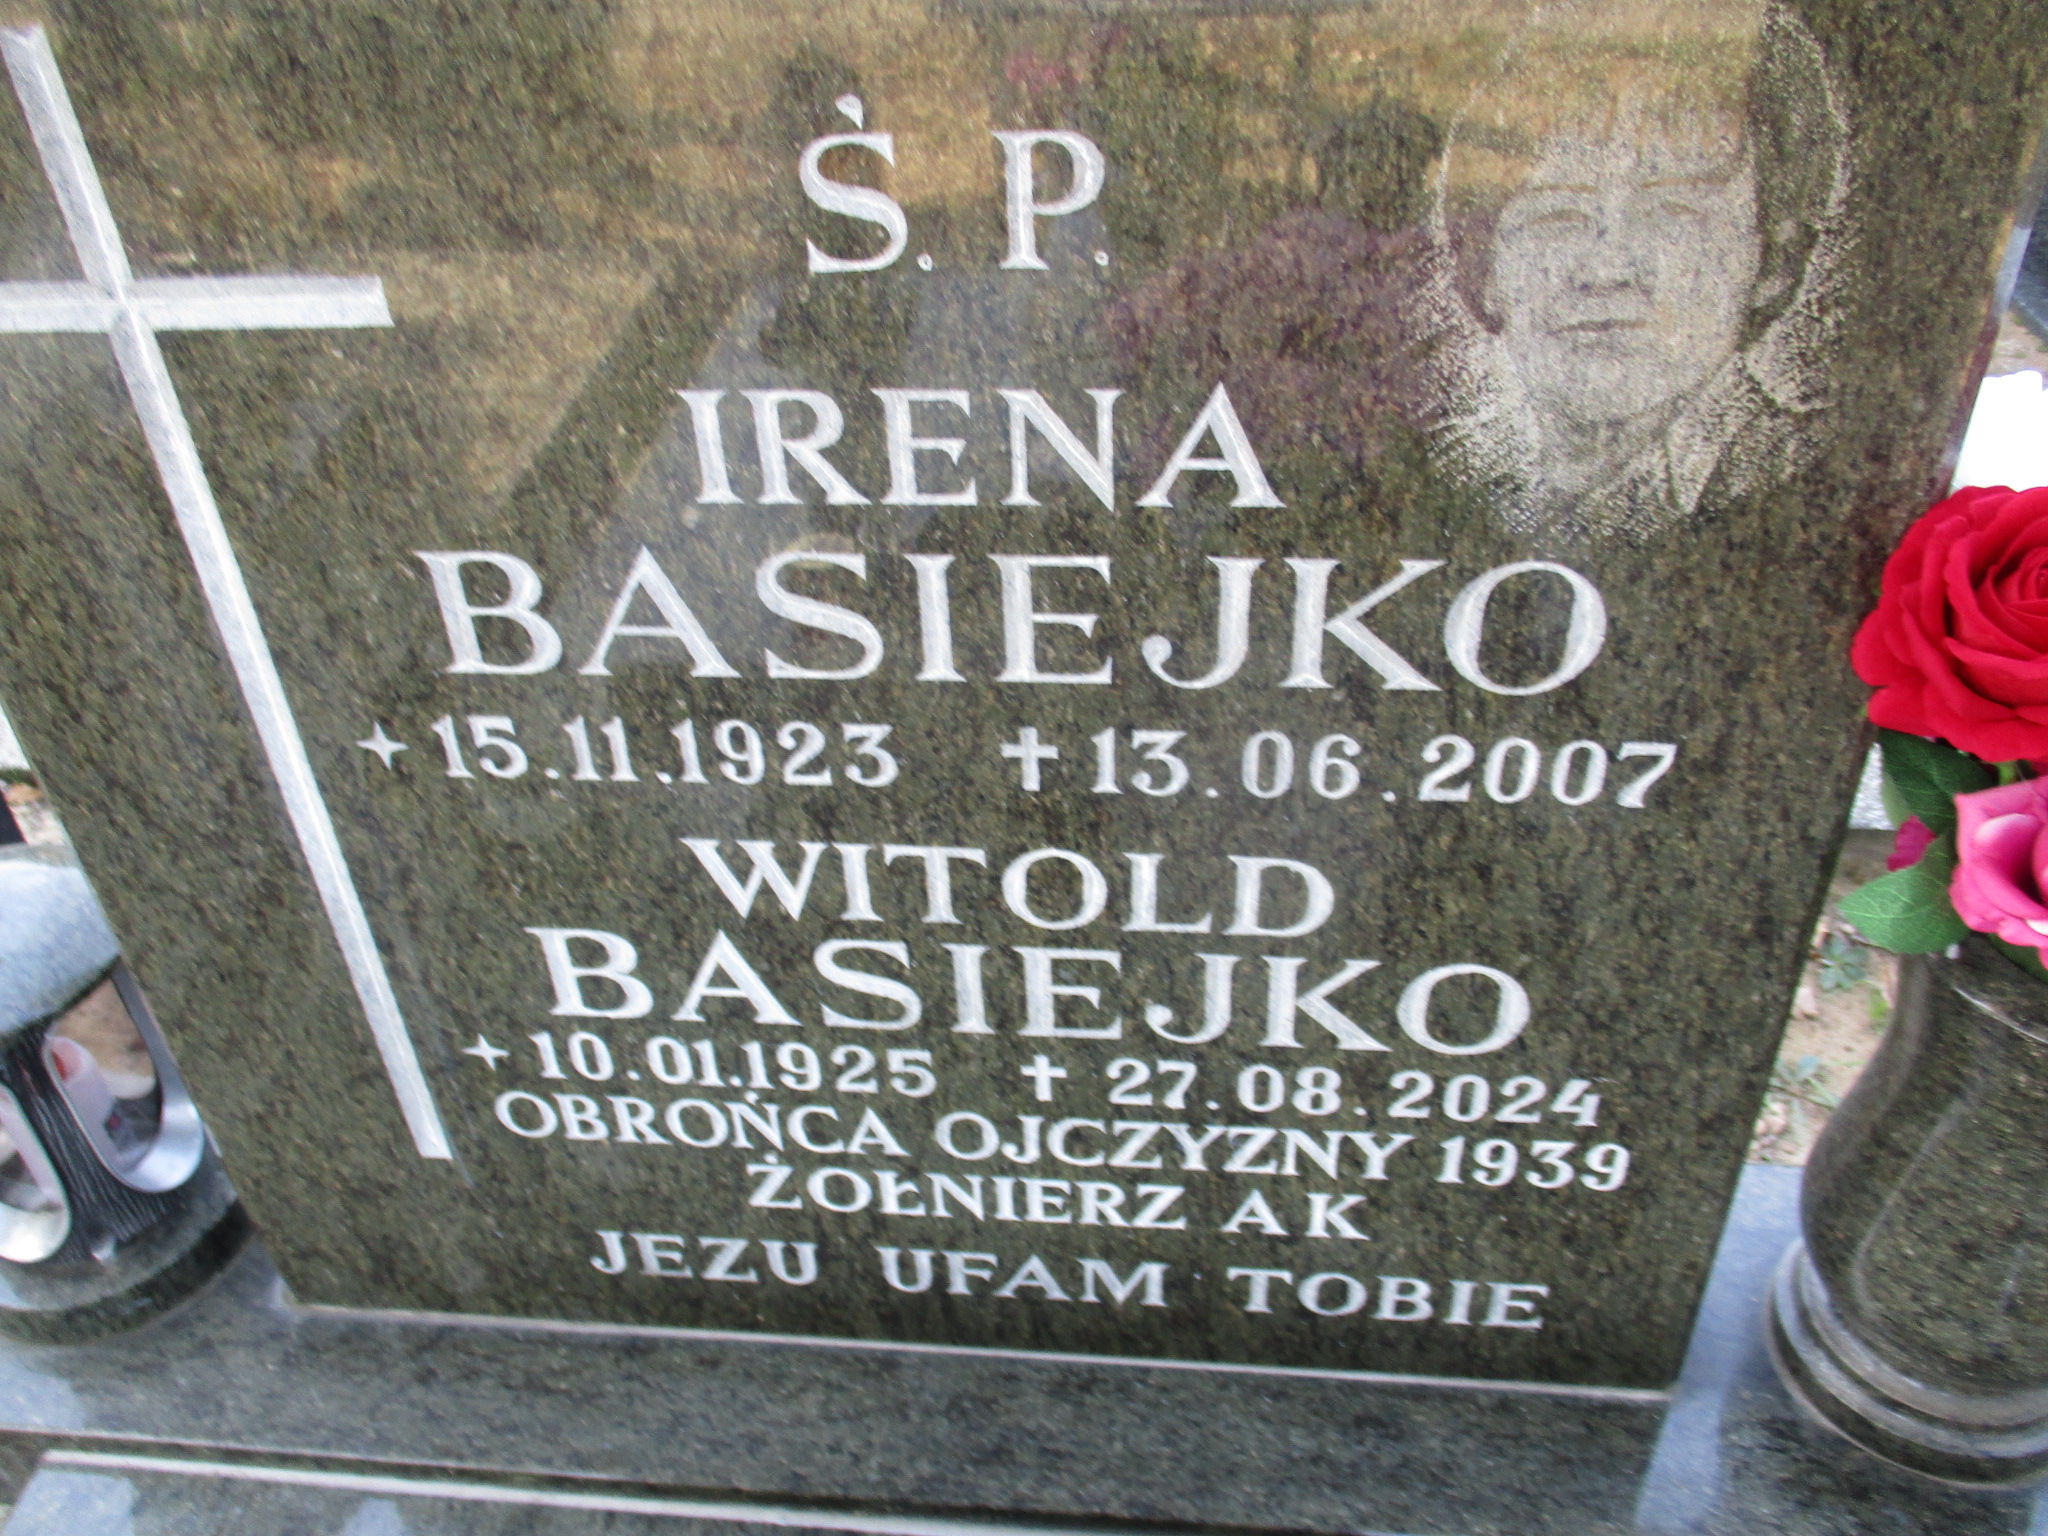 Ś. P.
IRENA
BASIEJKO
15.11.1923 ✝ 13.06.2007
WITOLD
BASIEJKO
10.01.1925 ✝ 27.08.2024
OBROŃCA OJCZYZNY 1939
ŻOŁNIERZ AK
JEZU UFAM TOBIE